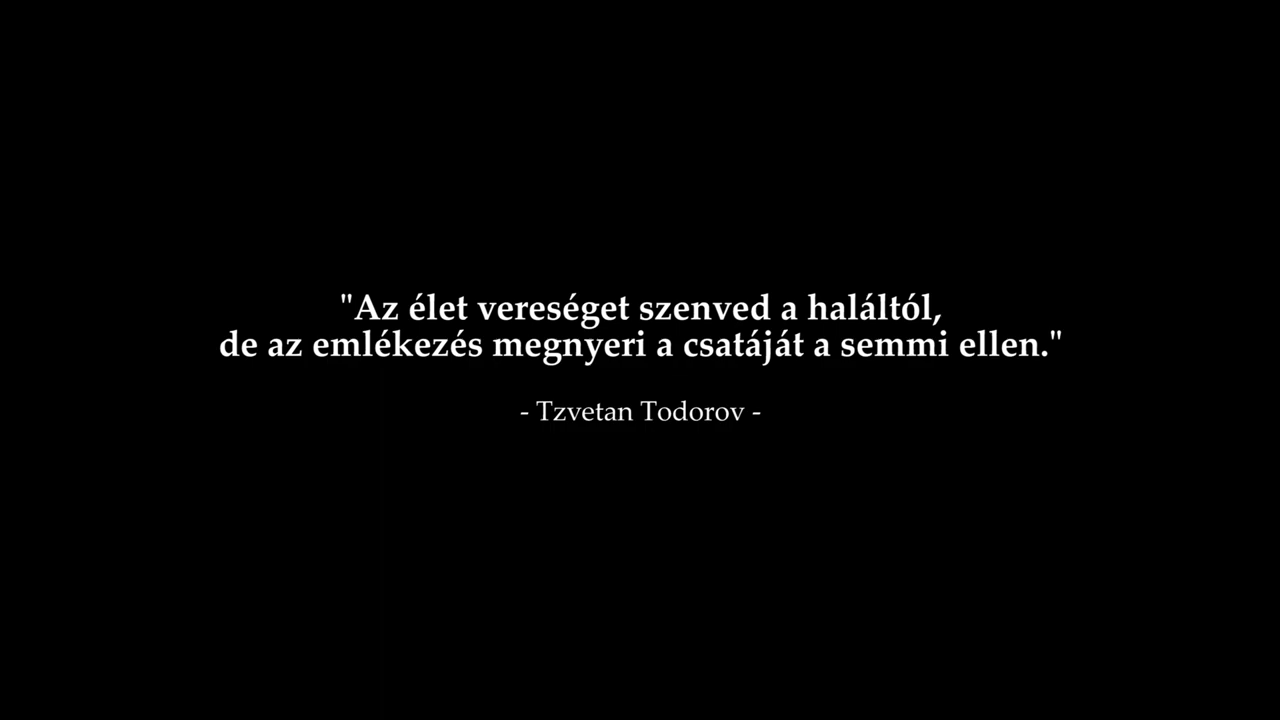 "Az élet vereséget szenved a haláltól,
de az emlékezés megnyeri a csatáját a semmi ellen."
- Tzvetan Todorov -